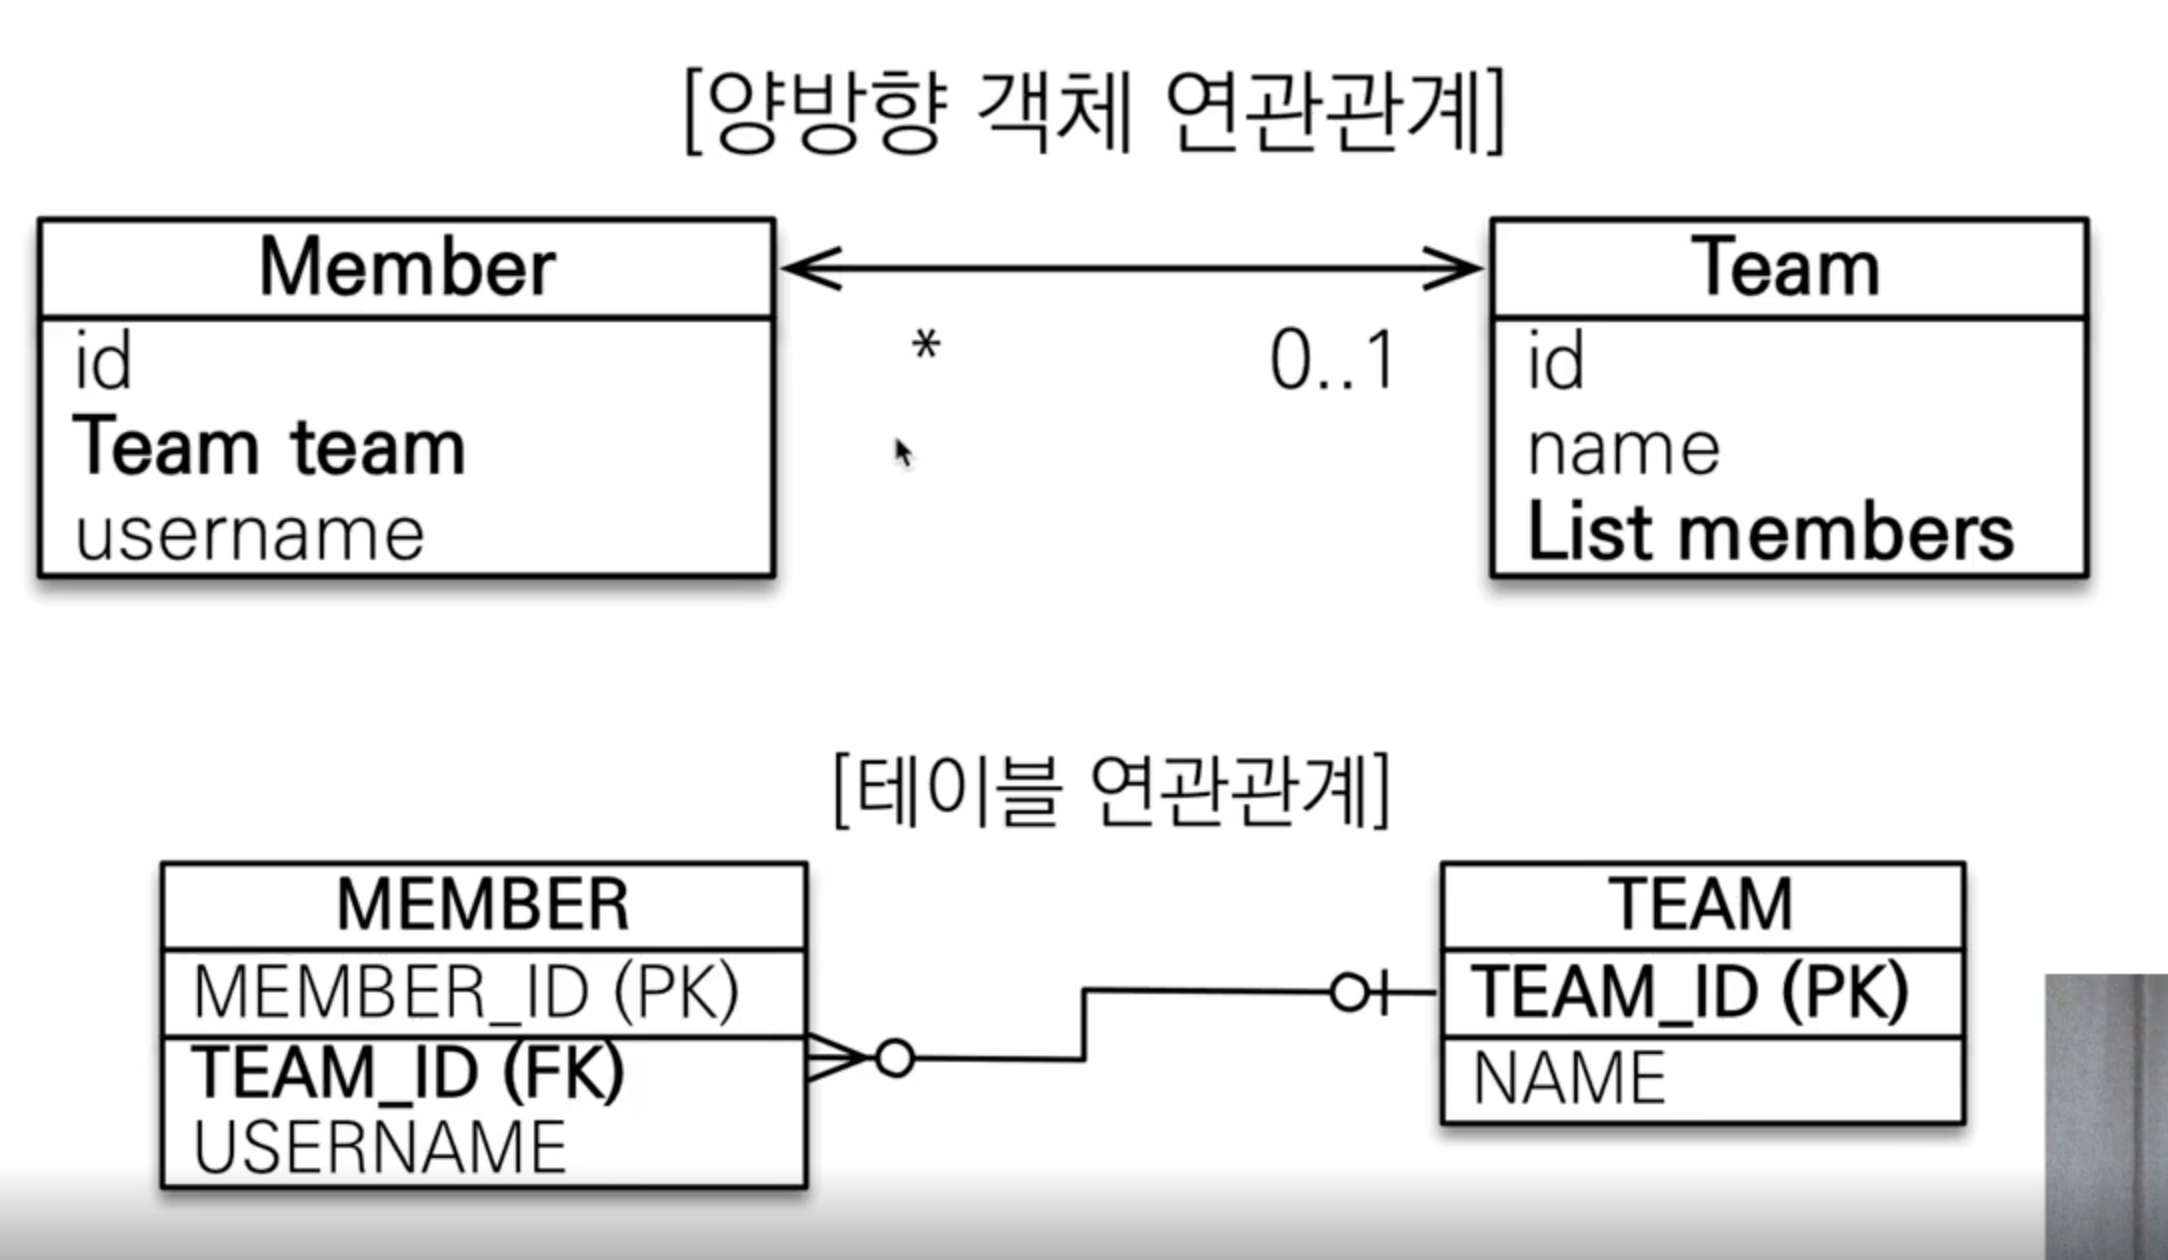 [양방향 객체 연관관계]
Member
id
Team team
username
*
0..1
Team
id
name
List members
[테이블 연관관계]
MEMBER
MEMBER_ID (PK)
TEAM_ID (FK)
USERNAME
TEAM
TEAM_ID (PK)
NAME